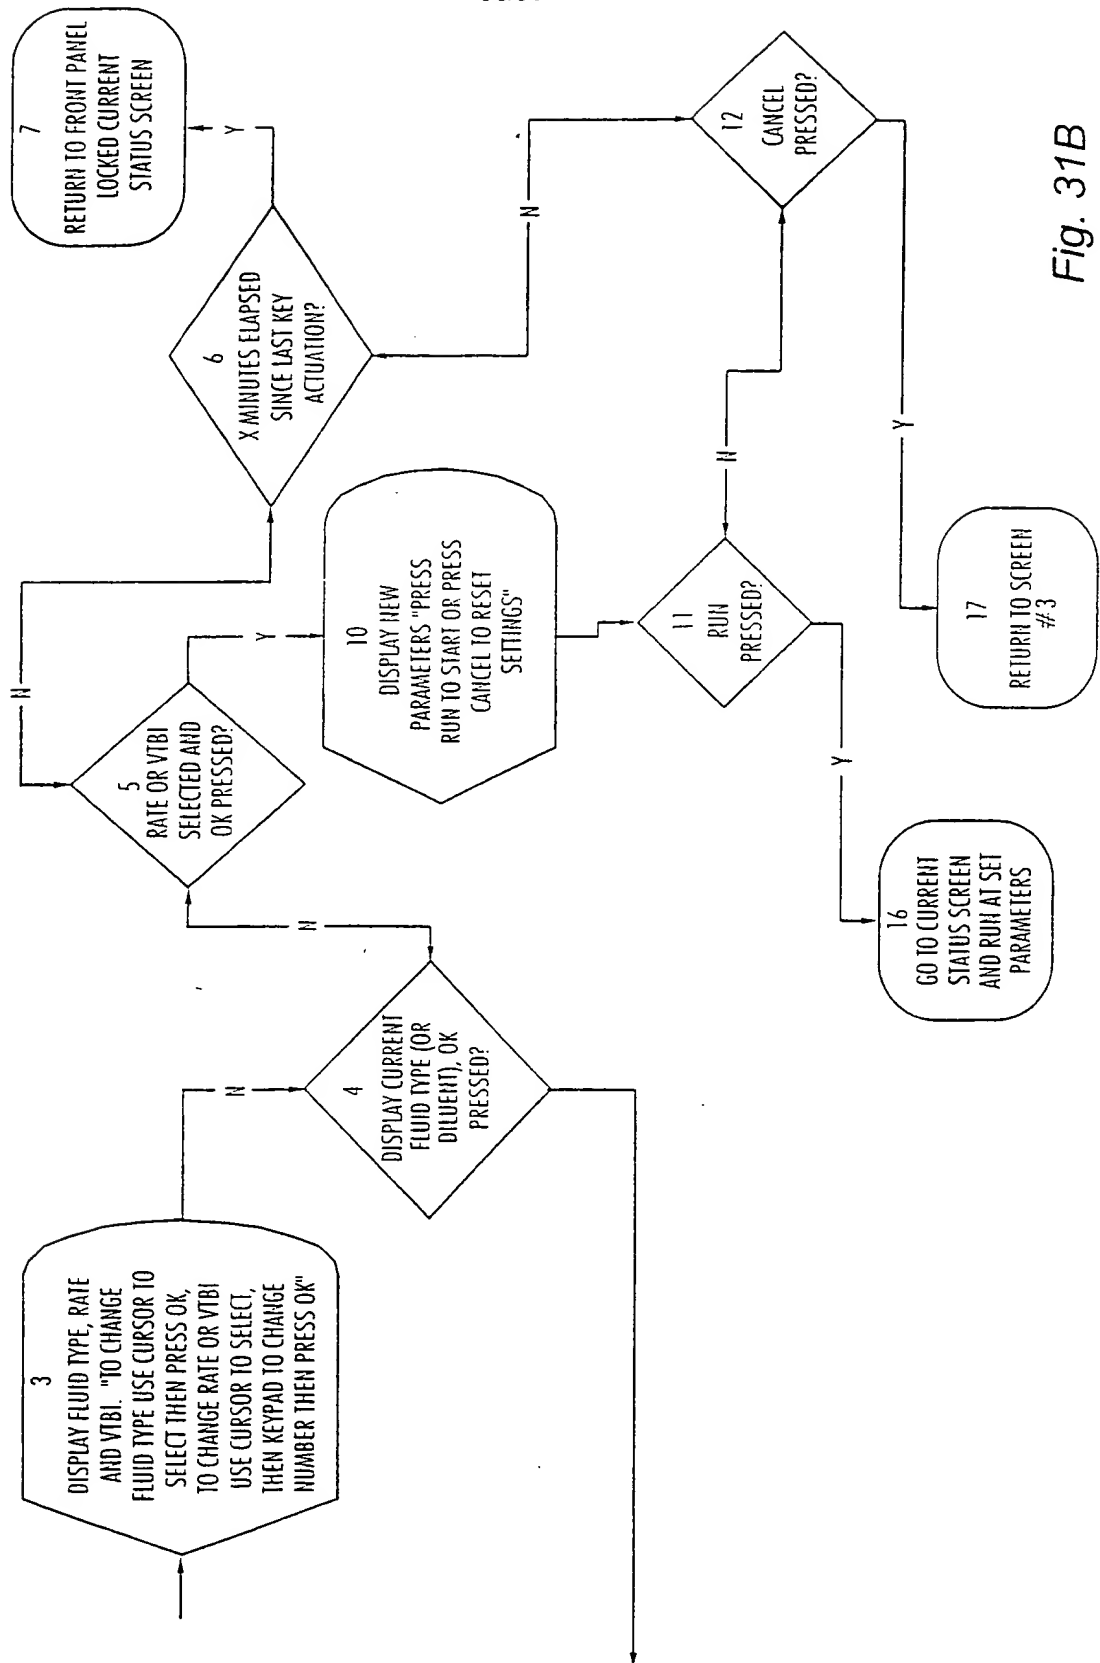 3
DISPLAY FLUID TYPE, RATE
AND VTBI. "TO CHANGE
FLUID TYPE USE CURSOR TO
SELECT THEN PRESS OK,
TO CHANGE RATE OR VTBI
USE CURSOR TO SELECT,
THEN KEYPAD TO CHANGE
NUMBER THEN PRESS OK"
N
4
DISPLAY CURRENT
FLUID TYPE (OR
DILUENT), OK
PRESSED?
N
5
RATE OR VTBI
SELECTED AND
OK PRESSED?
N
Y
6
X MINUTES ELAPSED
SINCE LAST KEY
ACTUATION?
Y
7
RETURN TO FRONT PANEL
LOCKED CURRENT
STATUS SCREEN
N
10
DISPLAY NEW
PARAMETERS "PRESS
RUN TO START OR PRESS
CANCEL TO RESET
SETTINGS"
11
RUN
PRESSED?
N
Y
12
CANCEL
PRESSED?
Y
16
GO TO CURRENT
STATUS SCREEN
AND RUN AT SET
PARAMETERS
17
RETURN TO SCREEN
#3
Fig. 31B